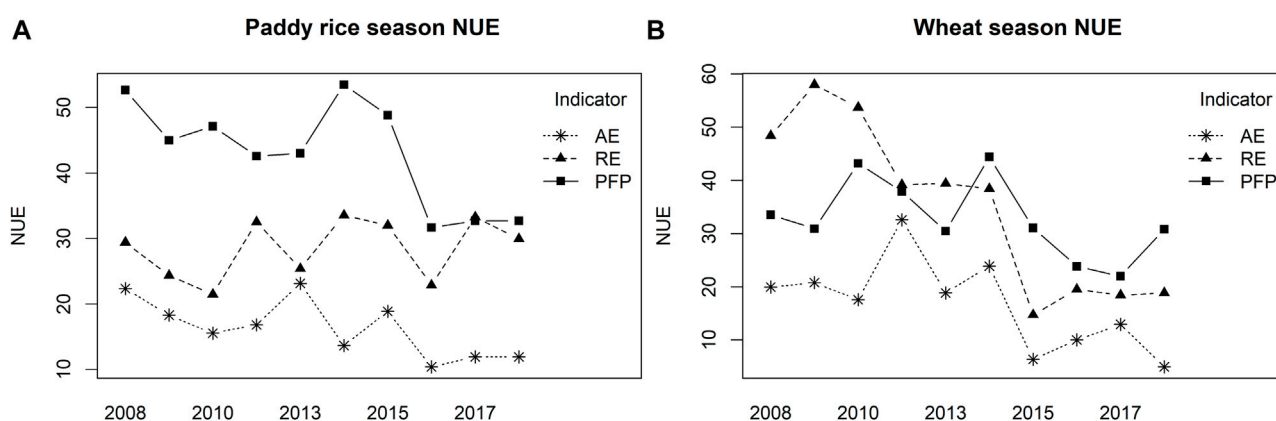 A
Paddy rice season NUE
NUE
50
40
30
20
10
Indicator
AE
RE
PFP
2008
2010
2013
2015
2017
B
Wheat season NUE
NUE
60
50
40
30
20
10
Indicator
AE
RE
PFP
2008
2010
2013
2015
2017